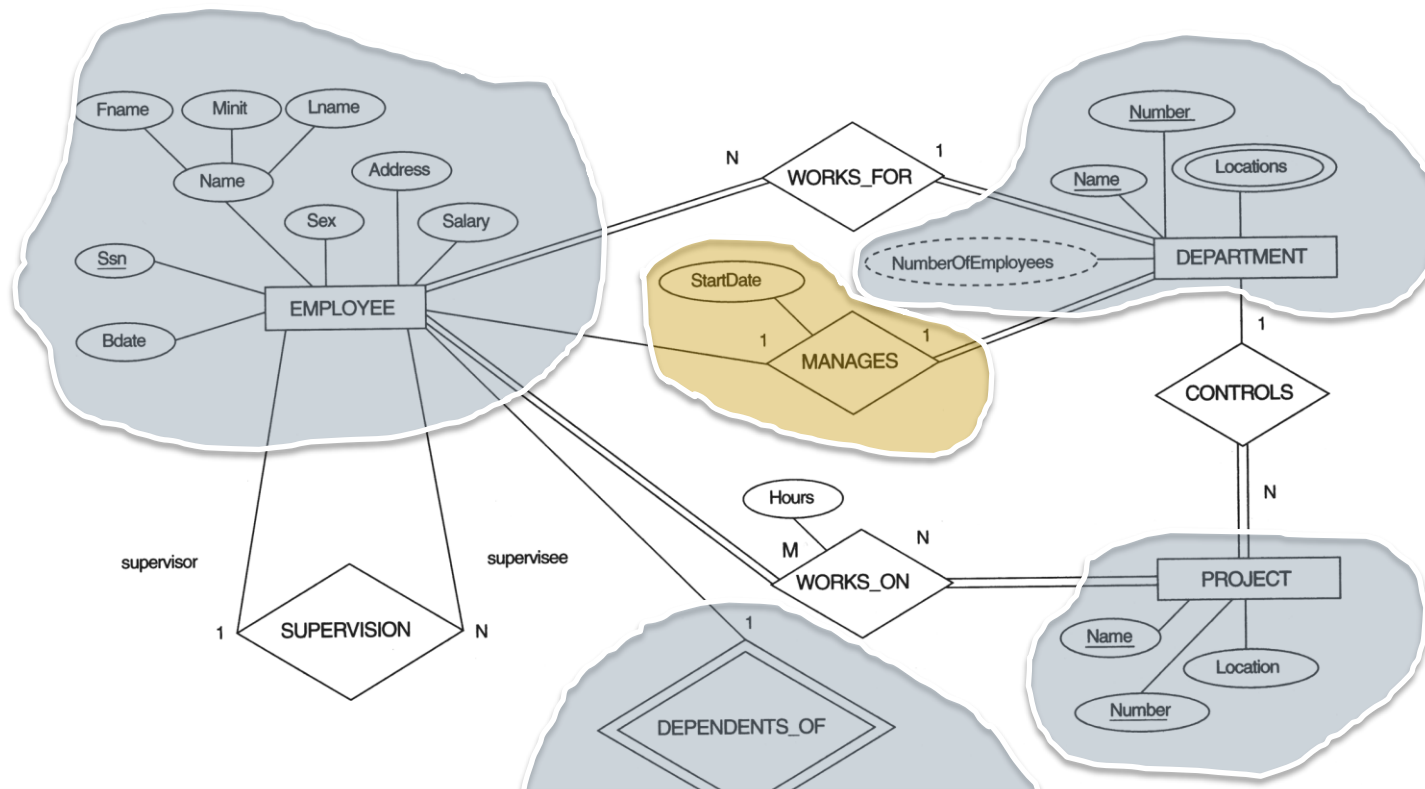 Fname
Minit
Lname
Name
Address
Sex
Salary
Ssn
Bdate
EMPLOYEE
N
WORKS_FOR
1
Number
Name
Locations
NumberOfEmployees
DEPARTMENT
StartDate
1
MANAGES
1
1
CONTROLS
N
Hours
M
WORKS_ON
N
PROJECT
Name
Number
Location
supervisor
supervisee
1
SUPERVISION
N
1
DEPENDENTS_OF